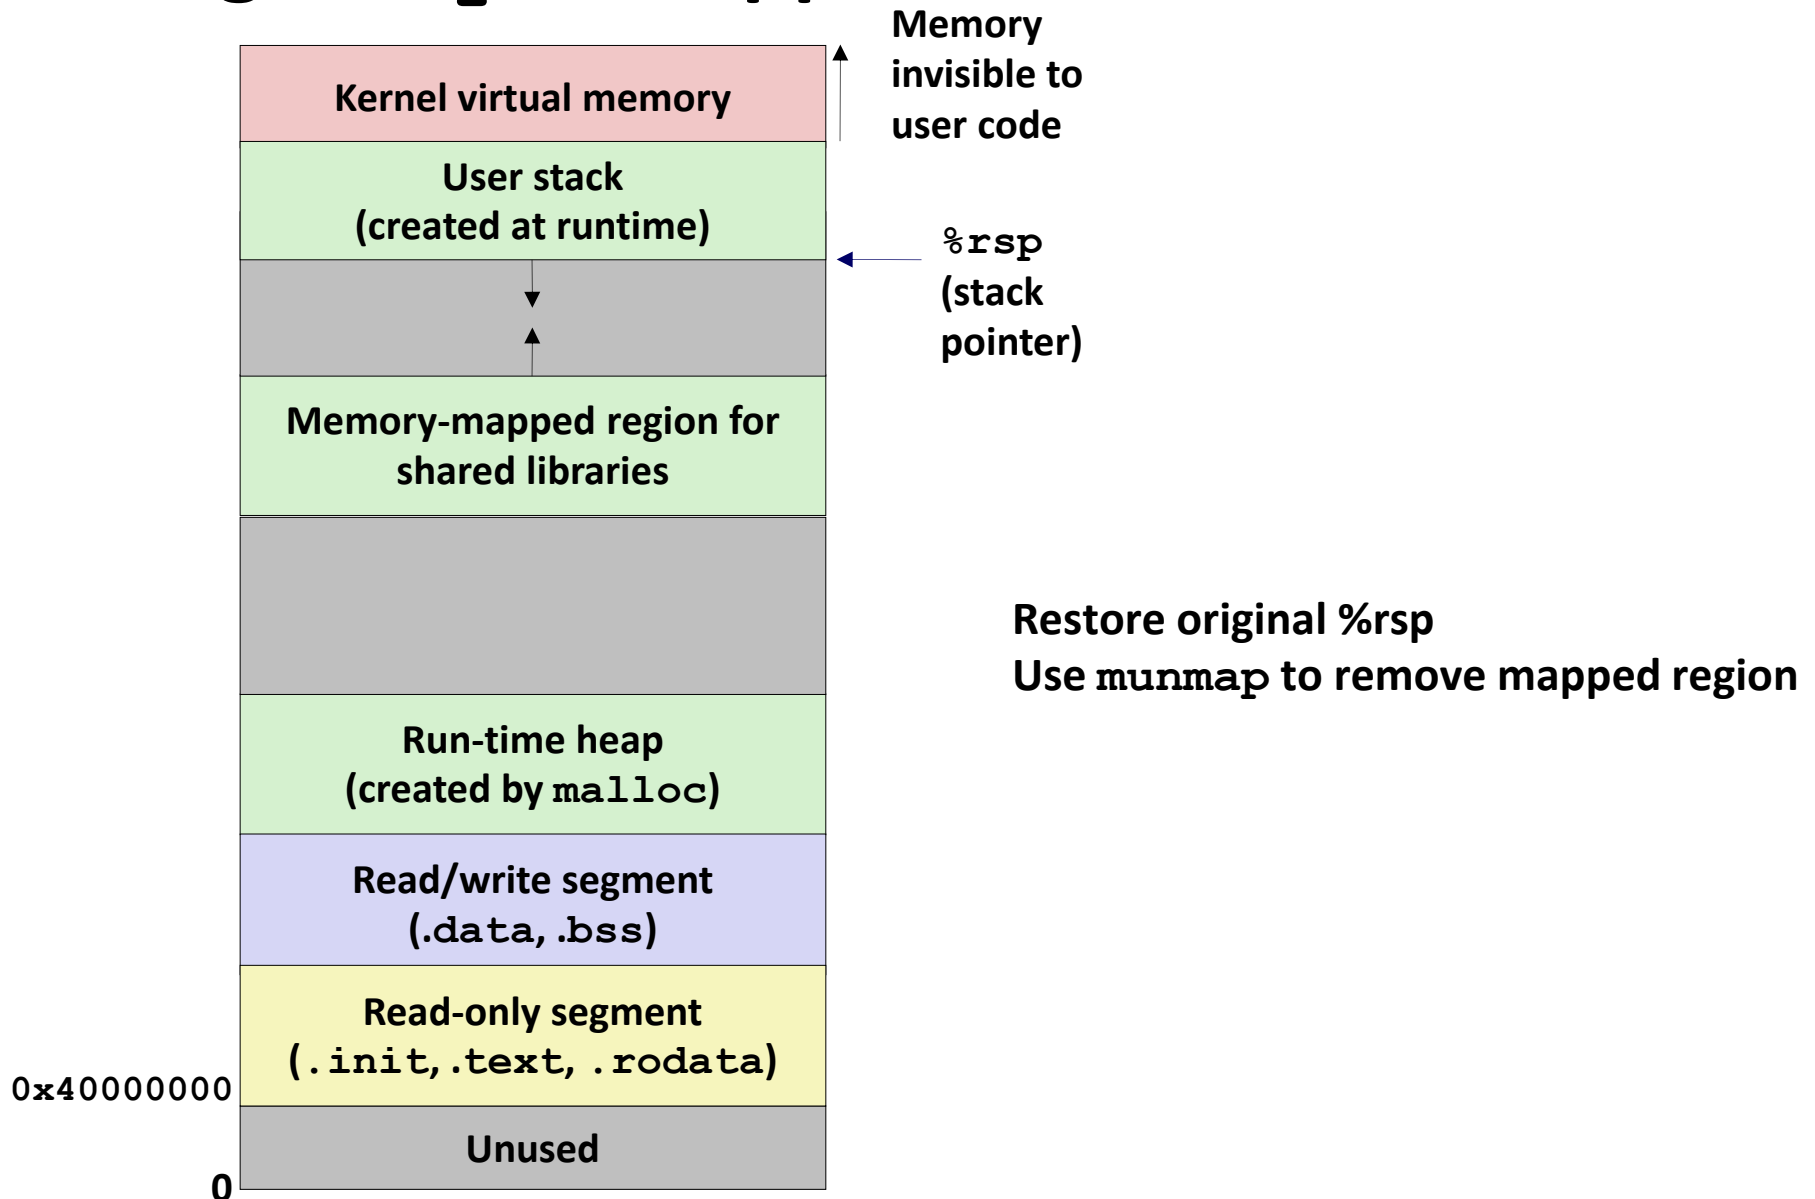 Memory
invisible to
user code
Kernel virtual memory
User stack
(created at runtime)
%rsp
(stack
pointer)
Memory-mapped region for
shared libraries
Restore original %rsp
Use munmap to remove mapped region
Run-time heap
(created by malloc)
Read/write segment
(.data, .bss)
Read-only segment
(.init, .text, .rodata)
0x40000000
Unused
0